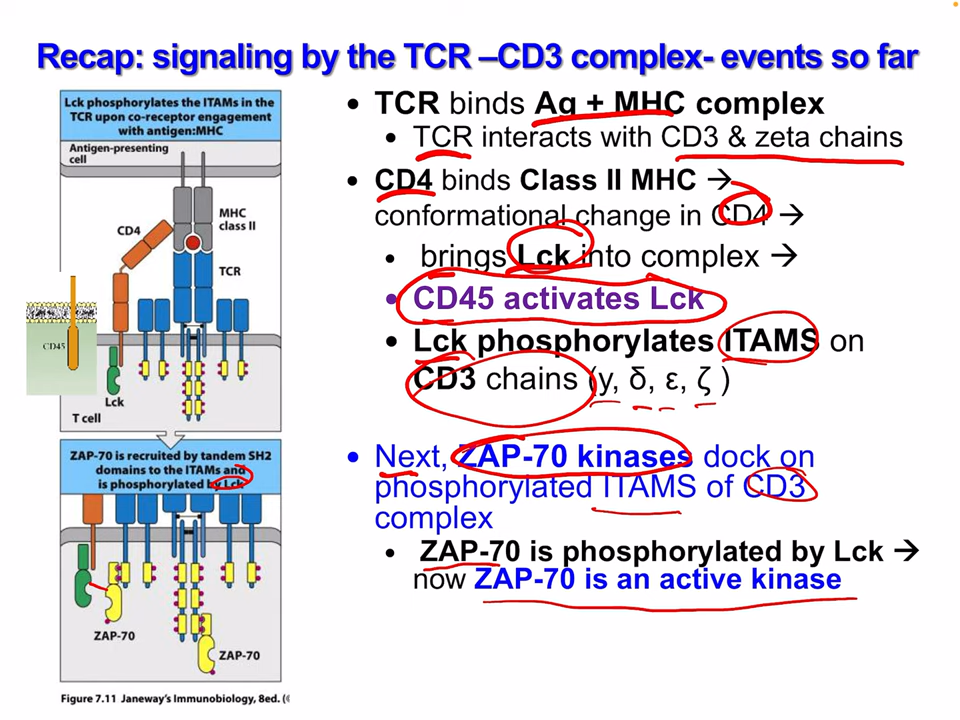 Recap: signaling by the TCR –CD3 complex- events so far
Lck phosphorylates the ITAMs in the
TCR upon co-receptor engagement
with antigen:MHC
Antigen-presenting
cell
MHC
class II
CD4
TCR
CD45
Lck
T cell
ZAP-70 is recruited by tandem SH2
domains to the ITAMs and
is phosphorylated by Lck
ZAP-70
ZAP-70
Figure 7.11 Janeway's Immunobiology, 8ed. (
• TCR binds Ag + MHC complex
• TCR interacts with CD3 & zeta chains
• CD4 binds Class II MHC →
conformational change in CD4 →
• brings Lck into complex →
• CD45 activates Lck
• Lck phosphorylates ITAMS on
CD3 chains (γ, δ, ε, ζ )
• Next, ZAP-70 kinases dock on
phosphorylated ITAMS of CD3
complex
• ZAP-70 is phosphorylated by Lck →
now ZAP-70 is an active kinase